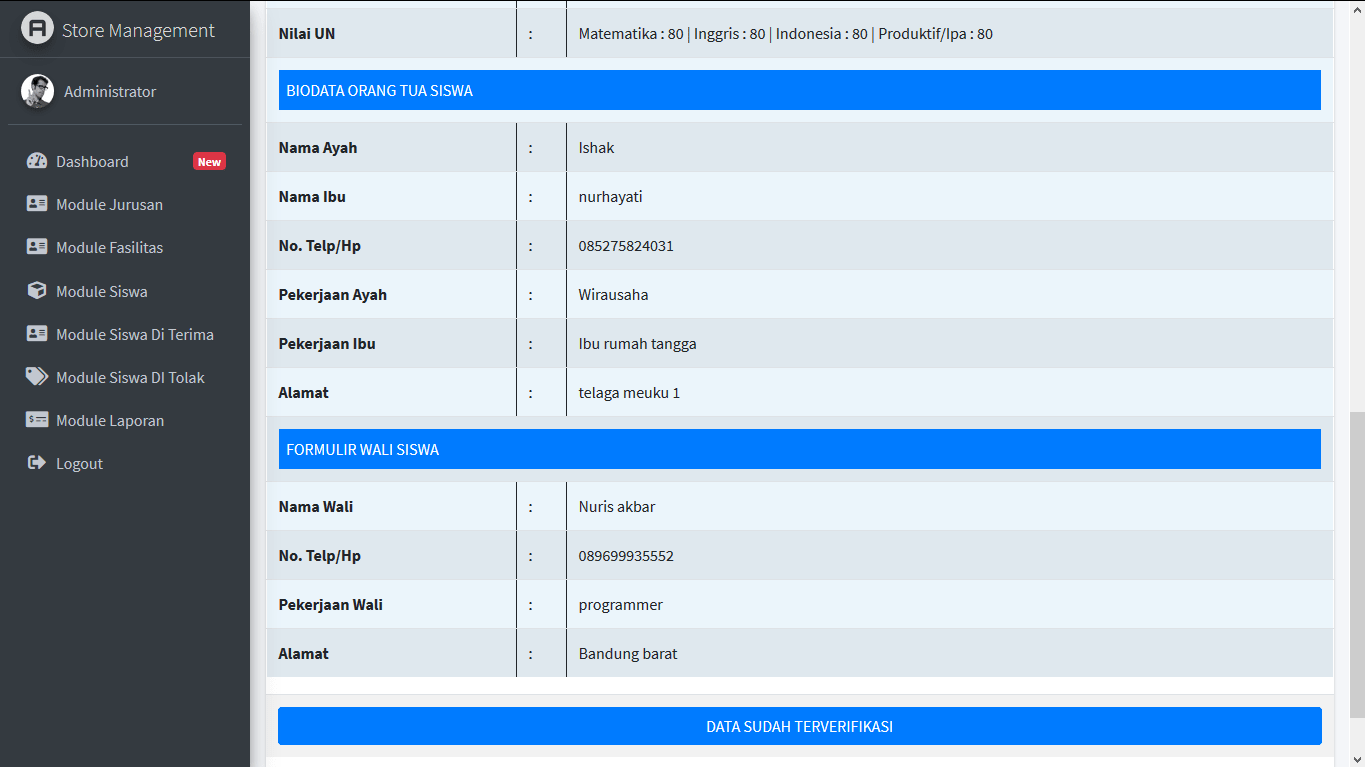 Store Management
Administrator
Dashboard New
Module Jurusan
Module Fasilitas
Module Siswa
Module Siswa Di Terima
Module Siswa DI Tolak
Module Laporan
Logout
Nilai UN : Matematika : 80 | Inggris : 80 | Indonesia : 80 | Produktif/Ipa : 80
BIODATA ORANG TUA SISWA
Nama Ayah : Ishak
Nama Ibu : nurhayati
No. Telp/Hp : 085275824031
Pekerjaan Ayah : Wirausaha
Pekerjaan Ibu : Ibu rumah tangga
Alamat : telaga meuku 1
FORMULIR WALI SISWA
Nama Wali : Nuris akbar
No. Telp/Hp : 089699935552
Pekerjaan Wali : programmer
Alamat : Bandung barat
DATA SUDAH TERVERIFIKASI